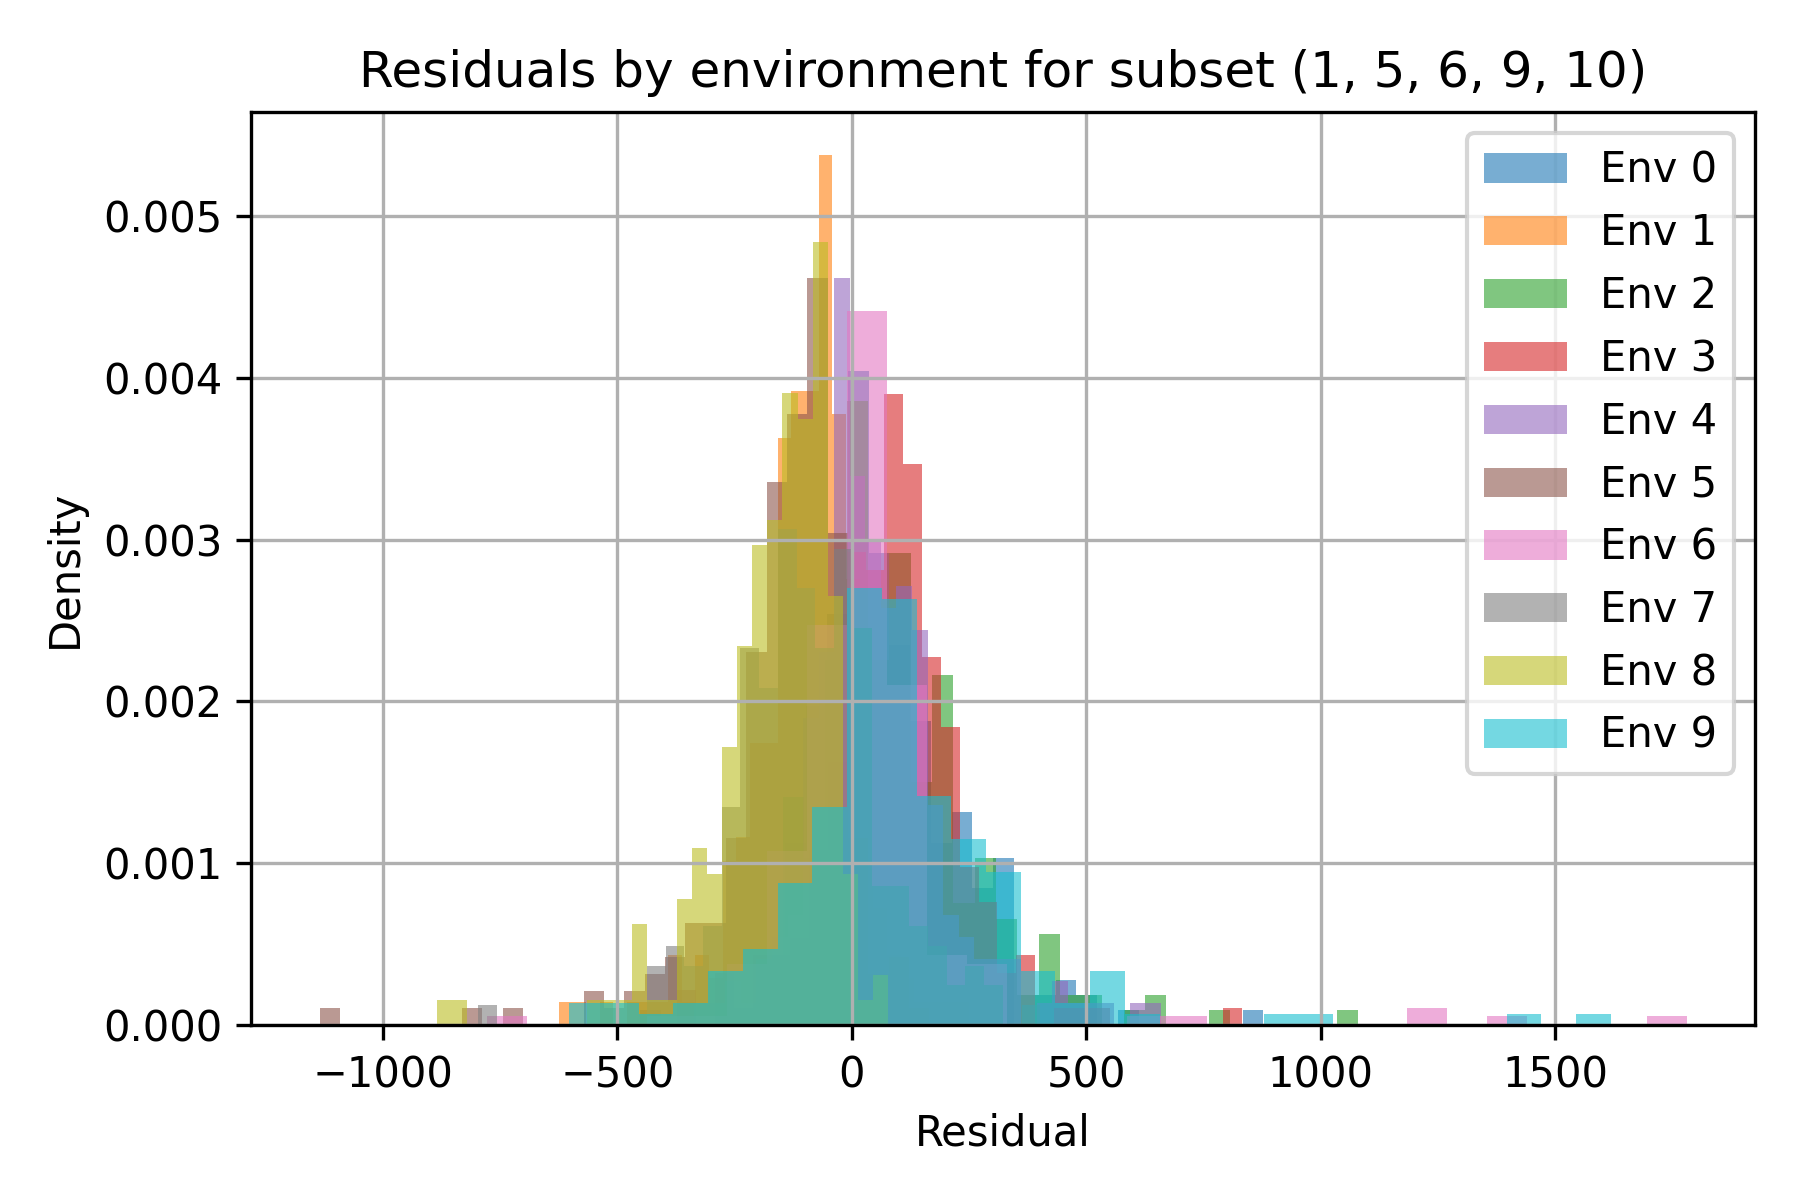 Residuals by environment for subset (1, 5, 6, 9, 10)
Env 0
Env 1
Env 2
Env 3
Env 4
Env 5
Env 6
Env 7
Env 8
Env 9
Density
0.005
0.004
0.003
0.002
0.001
0.000
−1000
−500
0
500
1000
1500
Residual